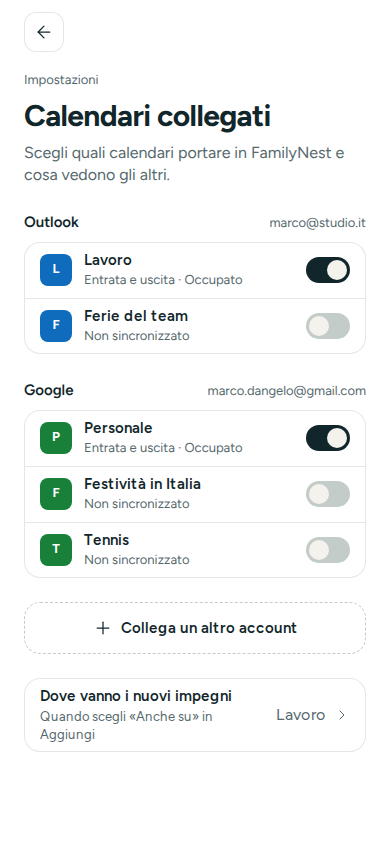 Impostazioni
Calendari collegati
Scegli quali calendari portare in FamilyNest e
cosa vedono gli altri.
Outlook
marco@studio.it
L
Lavoro
Entrata e uscita · Occupato
F
Ferie del team
Non sincronizzato
Google
marco.dangelo@gmail.com
P
Personale
Entrata e uscita · Occupato
F
Festività in Italia
Non sincronizzato
T
Tennis
Non sincronizzato
Collega un altro account
Dove vanno i nuovi impegni
Quando scegli «Anche su» in
Aggiungi
Lavoro